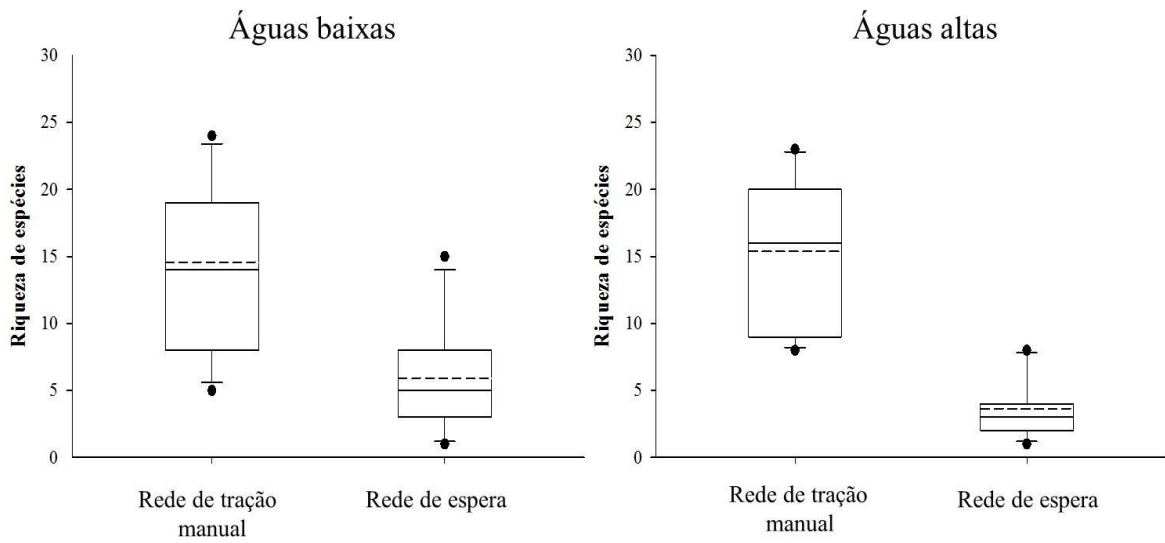 Águas baixas
Riqueza de espécies
30
25
20
15
10
5
0
Rede de tração
manual
Rede de espera
Águas altas
Riqueza de espécies
30
25
20
15
10
5
0
Rede de tração
manual
Rede de espera